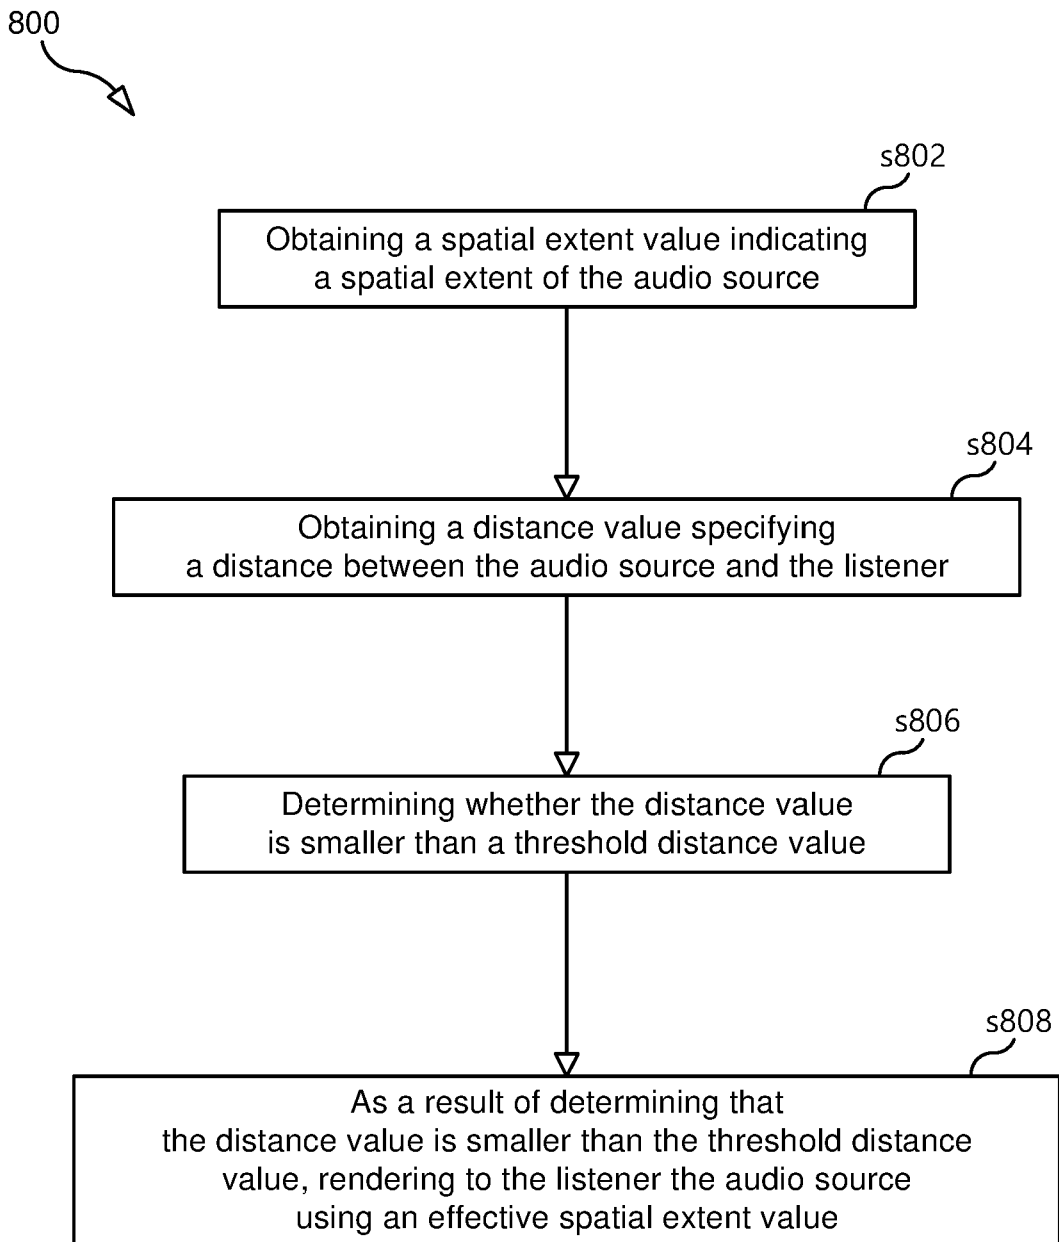 800
s802
Obtaining a spatial extent value indicating
a spatial extent of the audio source
s804
Obtaining a distance value specifying
a distance between the audio source and the listener
s806
Determining whether the distance value
is smaller than a threshold distance value
s808
As a result of determining that
the distance value is smaller than the threshold distance
value, rendering to the listener the audio source
using an effective spatial extent value